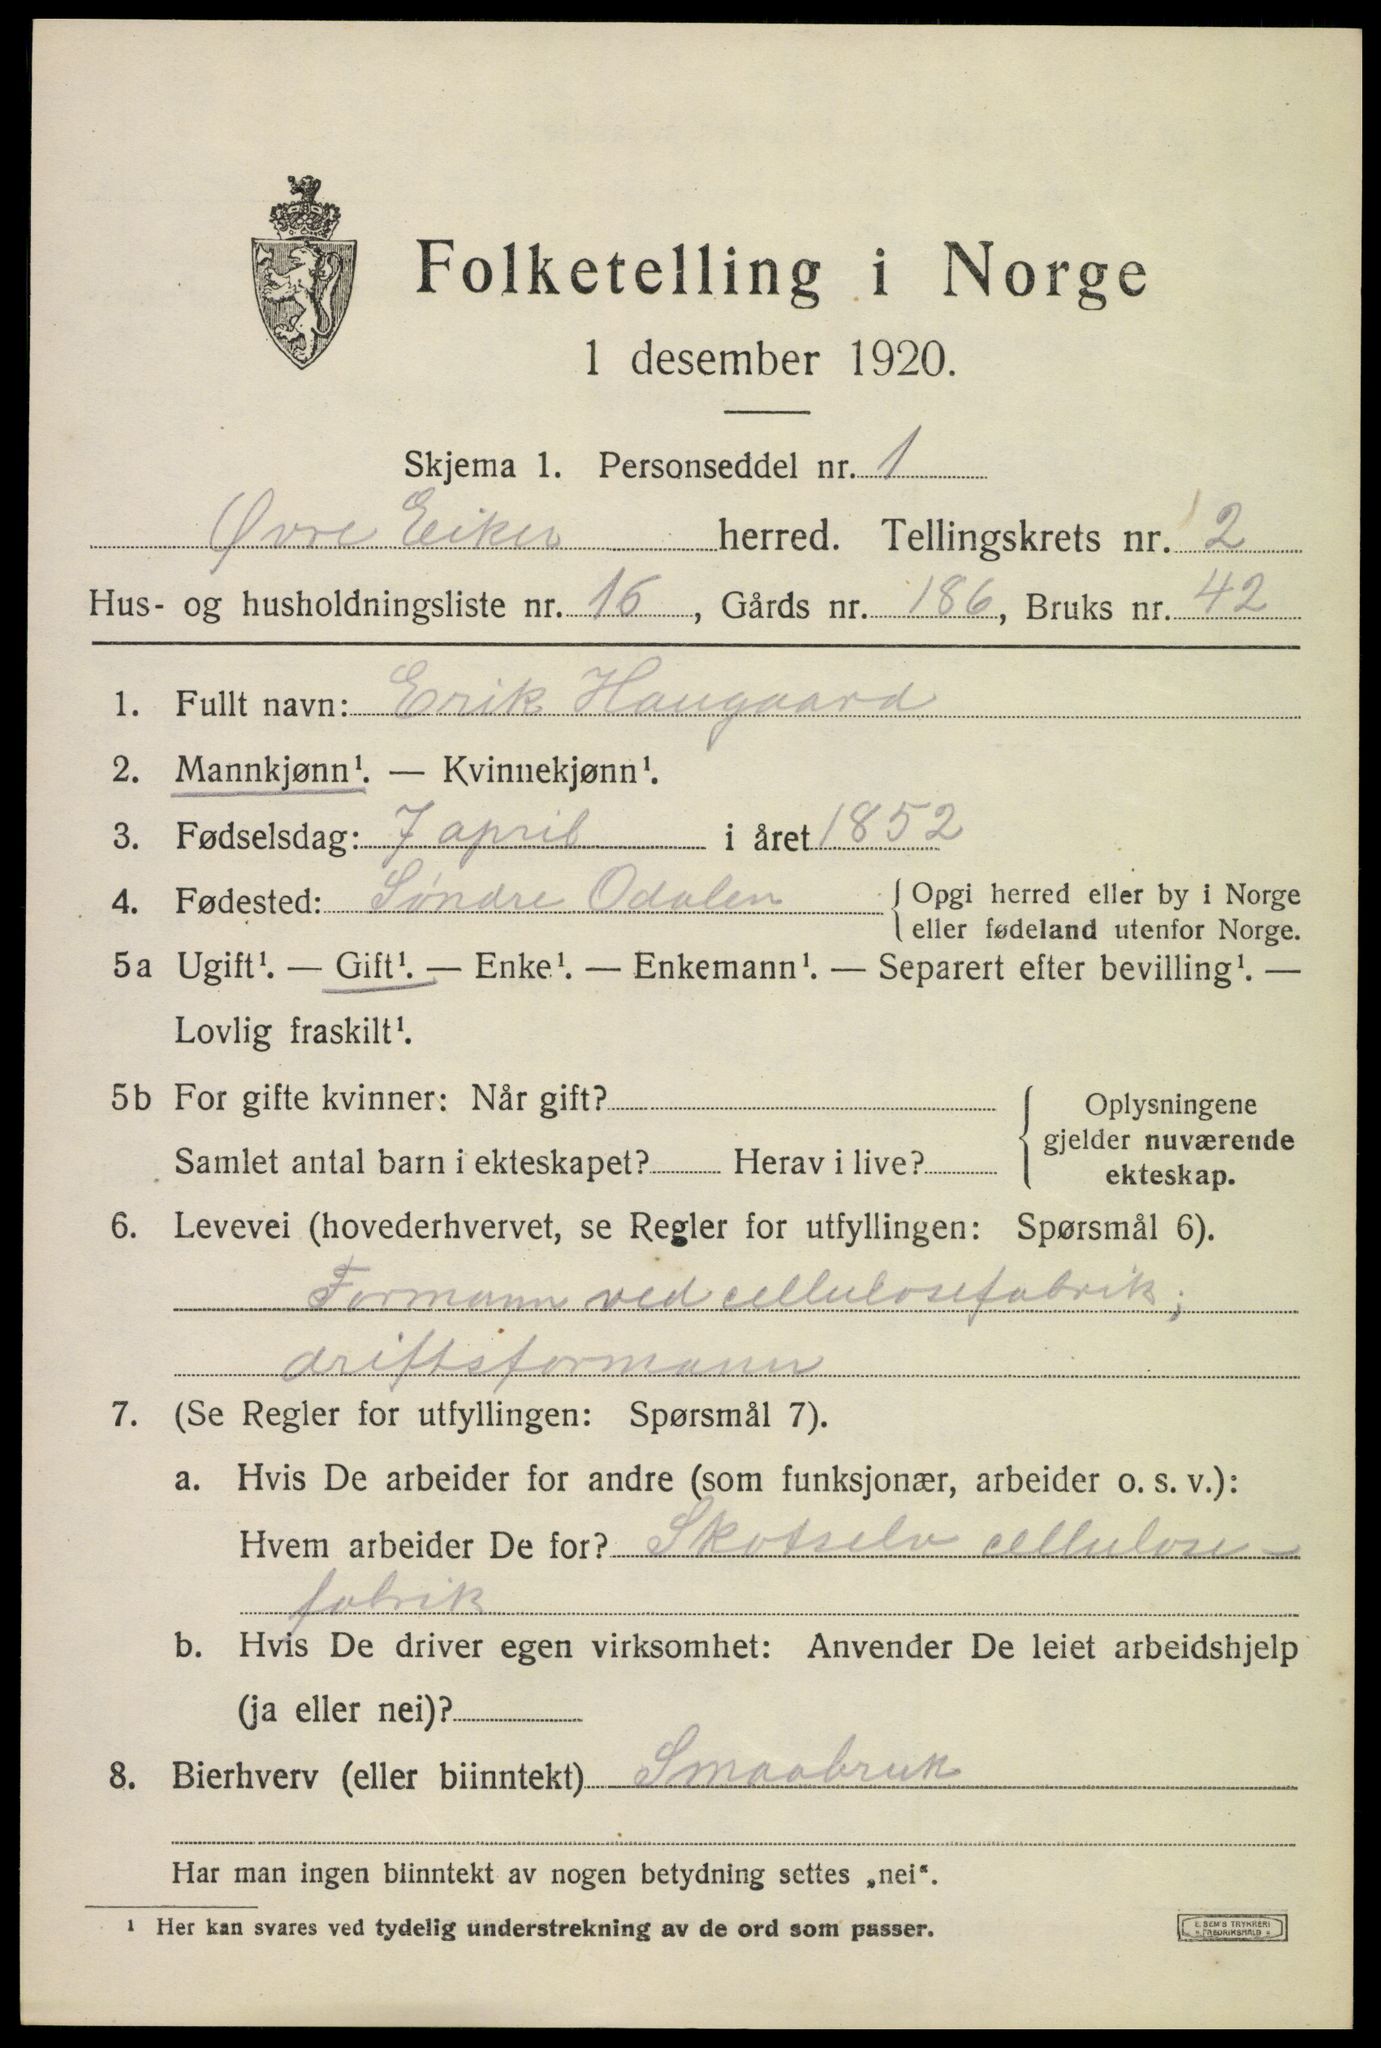 Folketelling i Norge
1 desember 1920.
Skjema 1. Personseddel nr. 1
Øvre Eiker herred. Tellingskrets nr. 2
Hus- og husholdningsliste nr. 16, Gårds nr. 186, Bruks nr. 42
1. Fullt navn: Erik Haugaard
2. Mannkjønn¹. — Kvinnekjønn¹.
3. Fødselsdag: 7 april i året 1852
4. Fødested: Søndre Odalen { Opgi herred eller by i Norge
eller fødeland utenfor Norge.
5a Ugift¹. — Gift¹. — Enke¹. — Enkemann¹. — Separert efter bevilling¹. —
Lovlig fraskilt¹.
5b For gifte kvinner: Når gift?
Samlet antal barn i ekteskapet? Herav i live?
Oplysningene
gjelder nuværende
ekteskap.
6. Levevei (hovederhvervet, se Regler for utfyllingen: Spørsmål 6).
Formann ved cellulosefabrik;
driftsformann
7. (Se Regler for utfyllingen: Spørsmål 7).
a. Hvis De arbeider for andre (som funksjonær, arbeider o. s. v.):
Hvem arbeider De for? Skotselv cellulose-
fabrik
b. Hvis De driver egen virksomhet: Anvender De leiet arbeidshjelp
(ja eller nei)?
8. Bierhverv (eller biinntekt) Smaabruk
Har man ingen biinntekt av nogen betydning settes „nei“.
¹ Her kan svares ved tydelig understrekning av de ord som passer.
E. SEM'S TRYKKERI
FREDRIKSHALD